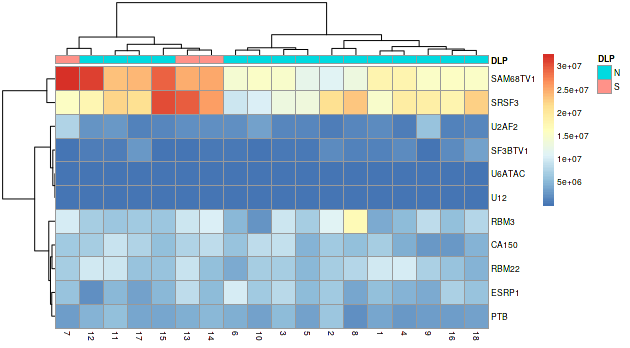 DLP
SAM68TV1
SRSF3
U2AF2
SF3BTV1
U6ATAC
U12
RBM3
CA150
RBM22
ESRP1
PTB
7 12 11 17 15 13 14 6 10 3 5 2 8 1 4 9 16 18
3e+07
2.5e+07
2e+07
1.5e+07
1e+07
5e+06
DLP
N
S